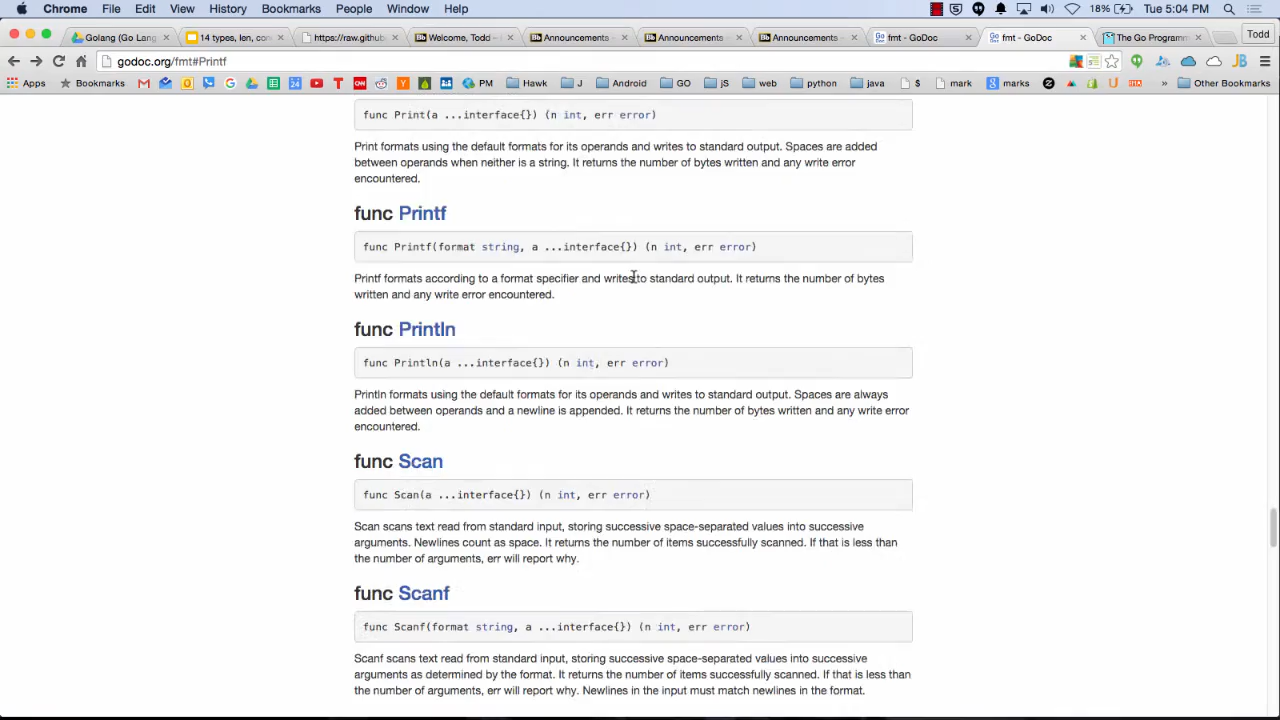 Chrome File Edit View History Bookmarks People Window Help 18% Tue 5:04 PM
Golang (Go Lang 14 types, len, con https://raw.github Welcome, Todd – Announcements – Announcements – Announcements – fmt - GoDoc fmt - GoDoc The Go Programm Todd
godoc.org/fmt#Printf
Apps Bookmarks PM Hawk J Android GO jS web python java $ mark marks » Other Bookmarks
func Print(a ...interface{}) (n int, err error)
Print formats using the default formats for its operands and writes to standard output. Spaces are added
between operands when neither is a string. It returns the number of bytes written and any write error
encountered.
func Printf
func Printf(format string, a ...interface{}) (n int, err error)
Printf formats according to a format specifier and writes to standard output. It returns the number of bytes
written and any write error encountered.
func Println
func Println(a ...interface{}) (n int, err error)
Println formats using the default formats for its operands and writes to standard output. Spaces are always
added between operands and a newline is appended. It returns the number of bytes written and any write error
encountered.
func Scan
func Scan(a ...interface{}) (n int, err error)
Scan scans text read from standard input, storing successive space-separated values into successive
arguments. Newlines count as space. It returns the number of items successfully scanned. If that is less than
the number of arguments, err will report why.
func Scanf
func Scanf(format string, a ...interface{}) (n int, err error)
Scanf scans text read from standard input, storing successive space-separated values into successive
arguments as determined by the format. It returns the number of items successfully scanned. If that is less than
the number of arguments, err will report why. Newlines in the input must match newlines in the format.